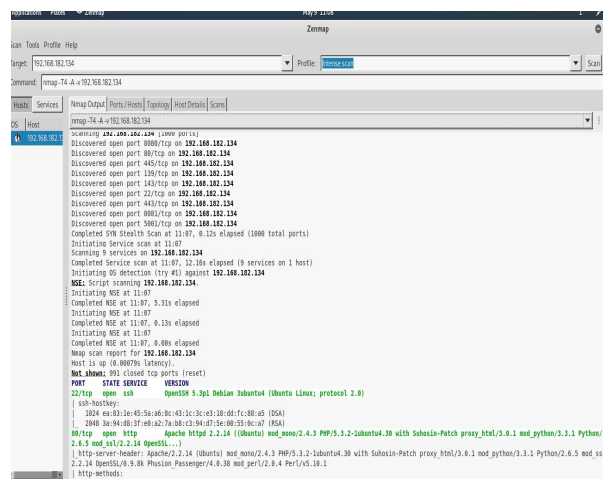 Applications Places Zenmap May 9 11:08
Zenmap
Scan Tools Profile Help
Target: 192.168.182.134 Profile: Intense scan Scan
Command: nmap -T4 -A -v 192.168.182.134
Hosts Services Nmap Output Ports / Hosts Topology Host Details Scans
OS Host nmap -T4 -A -v 192.168.182.134
192.168.182.13
Scanning 192.168.182.134 [1000 ports]
Discovered open port 8080/tcp on 192.168.182.134
Discovered open port 80/tcp on 192.168.182.134
Discovered open port 445/tcp on 192.168.182.134
Discovered open port 139/tcp on 192.168.182.134
Discovered open port 143/tcp on 192.168.182.134
Discovered open port 22/tcp on 192.168.182.134
Discovered open port 443/tcp on 192.168.182.134
Discovered open port 8081/tcp on 192.168.182.134
Discovered open port 5001/tcp on 192.168.182.134
Completed SYN Stealth Scan at 11:07, 0.12s elapsed (1000 total ports)
Initiating Service scan at 11:07
Scanning 9 services on 192.168.182.134
Completed Service scan at 11:07, 12.16s elapsed (9 services on 1 host)
Initiating OS detection (try #1) against 192.168.182.134
NSE: Script scanning 192.168.182.134.
Initiating NSE at 11:07
Completed NSE at 11:07, 5.31s elapsed
Initiating NSE at 11:07
Completed NSE at 11:07, 0.13s elapsed
Initiating NSE at 11:07
Completed NSE at 11:07, 0.00s elapsed
Nmap scan report for 192.168.182.134
Host is up (0.00079s latency).
Not shown: 991 closed tcp ports (reset)
PORT STATE SERVICE VERSION
22/tcp open ssh OpenSSH 5.3p1 Debian 3ubuntu4 (Ubuntu Linux; protocol 2.0)
| ssh-hostkey:
| 1024 ea:83:1e:45:5a:a6:8c:43:1c:3c:e3:18:dd:fc:88:a5 (DSA)
|_ 2048 3a:94:d8:3f:e0:a2:7a:b8:c3:94:d7:5e:00:55:0c:a7 (RSA)
80/tcp open http Apache httpd 2.2.14 ((Ubuntu) mod_mono/2.4.3 PHP/5.3.2-1ubuntu4.30 with Suhosin-Patch proxy_html/3.0.1 mod_python/3.3.1 Python/
2.6.5 mod_ssl/2.2.14 OpenSSL...)
|_http-server-header: Apache/2.2.14 (Ubuntu) mod_mono/2.4.3 PHP/5.3.2-1ubuntu4.30 with Suhosin-Patch proxy_html/3.0.1 mod_python/3.3.1 Python/2.6.5 mod_ss
2.2.14 OpenSSL/0.9.8k Phusion_Passenger/4.0.38 mod_perl/2.0.4 Perl/v5.10.1
| http-methods: